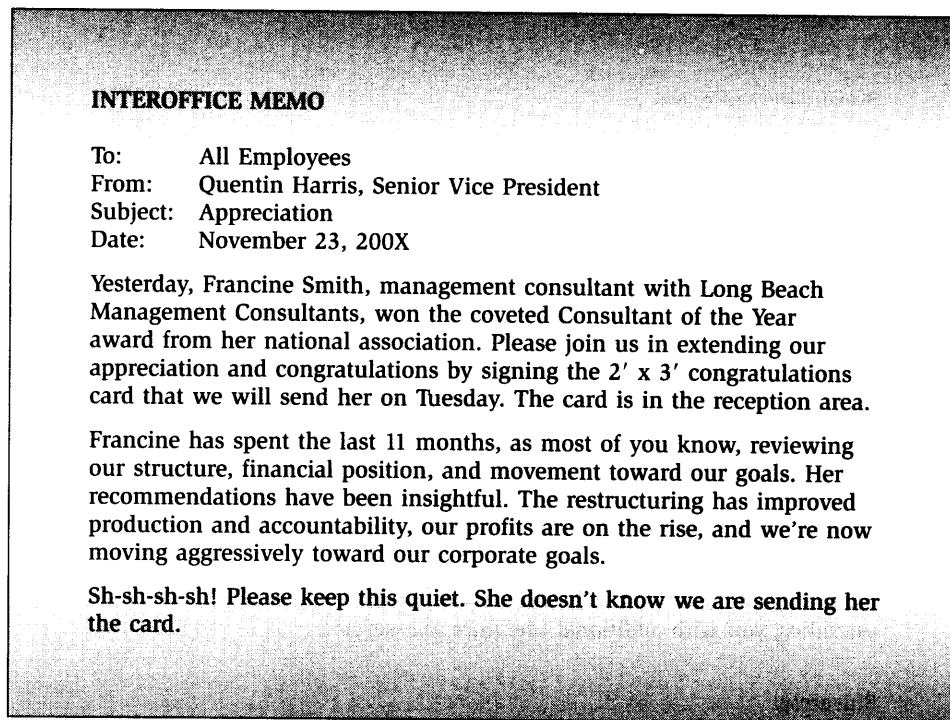 INTEROFFICE MEMO
To: All Employees
From: Quentin Harris, Senior Vice President
Subject: Appreciation
Date: November 23, 200X
Yesterday, Francine Smith, management consultant with Long Beach
Management Consultants, won the coveted Consultant of the Year
award from her national association. Please join us in extending our
appreciation and congratulations by signing the 2′ x 3′ congratulations
card that we will send her on Tuesday. The card is in the reception area.
Francine has spent the last 11 months, as most of you know, reviewing
our structure, financial position, and movement toward our goals. Her
recommendations have been insightful. The restructuring has improved
production and accountability, our profits are on the rise, and we're now
moving aggressively toward our corporate goals.
Sh-sh-sh-sh! Please keep this quiet. She doesn't know we are sending her
the card.